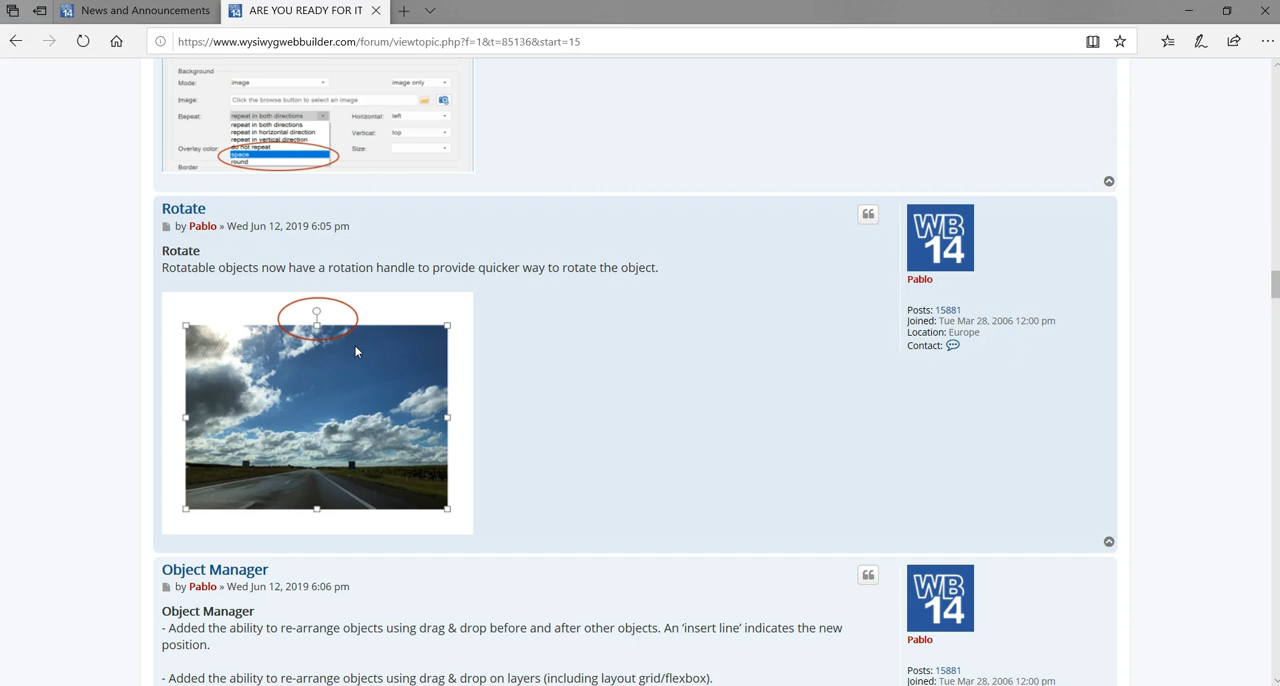 News and Announcements
ARE YOU READY FOR IT
https://www.wysiwygwebbuilder.com/forum/viewtopic.php?f=1&t=85136&start=15
Background
Mode: image image only
Image: Click the browse button to select an image
Repeat: repeat in both directions Horizontal: left
repeat in both directions
repeat in horizontal direction Vertical: top
repeat in vertical direction
do not repeat
Overlay color: space Size:
round
Border
Rotate
by Pablo » Wed Jun 12, 2019 6:05 pm
Rotate
Rotatable objects now have a rotation handle to provide quicker way to rotate the object.
WB
14
Pablo
Posts: 15881
Joined: Tue Mar 28, 2006 12:00 pm
Location: Europe
Contact:
Object Manager
by Pablo » Wed Jun 12, 2019 6:06 pm
Object Manager
- Added the ability to re-arrange objects using drag & drop before and after other objects. An 'insert line' indicates the new
position.
- Added the ability to re-arrange objects using drag & drop on layers (including layout grid/flexbox).
WB
14
Pablo
Posts: 15881
Joined: Tue Mar 28, 2006 12:00 pm